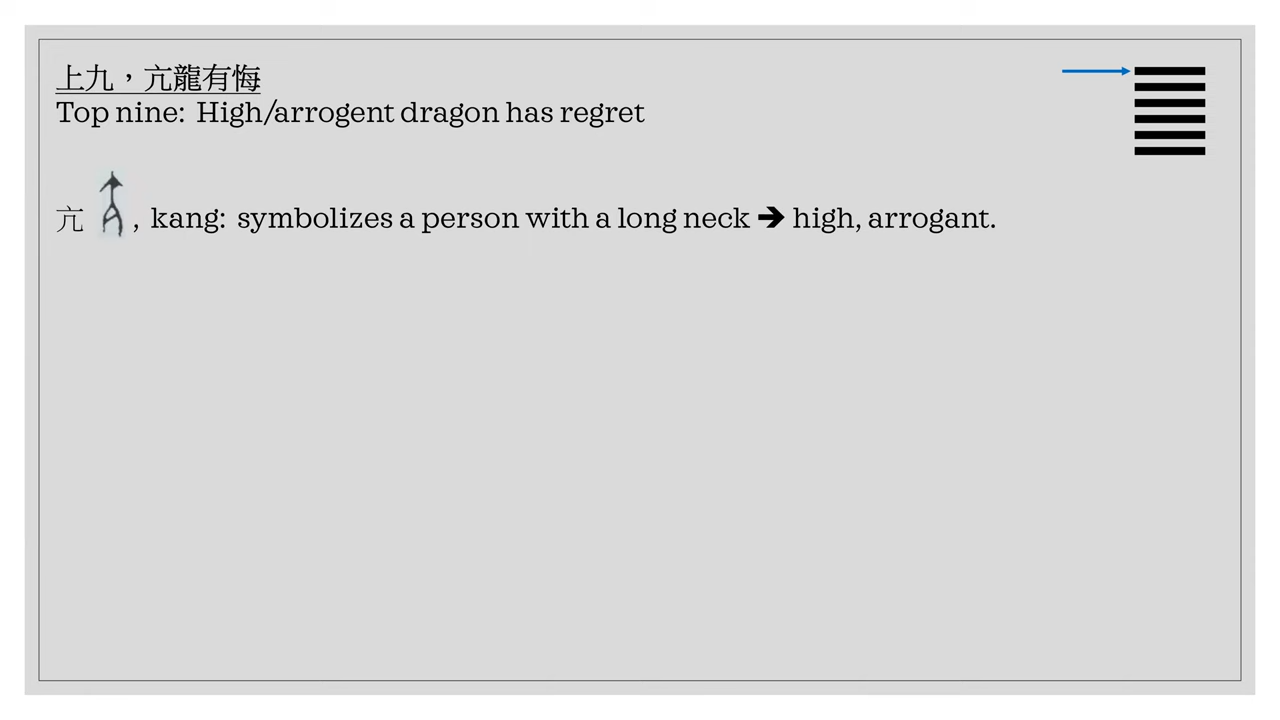 上九，亢龍有悔
Top nine: High/arrogent dragon has regret
亢 , kang: symbolizes a person with a long neck ➔ high, arrogant.